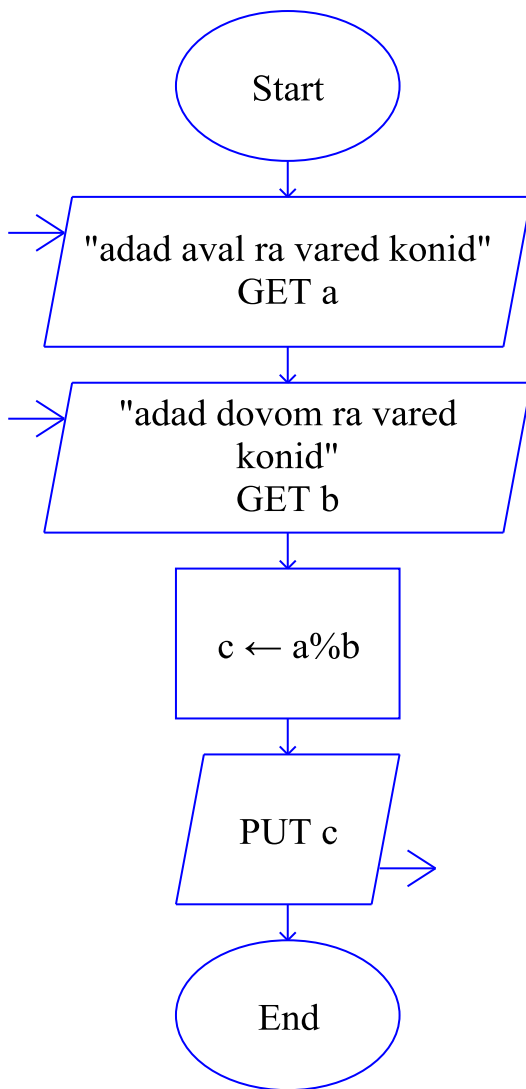 Start
"adad aval ra vared konid"
GET a
"adad dovom ra vared
konid"
GET b
c ← a%b
PUT c
End